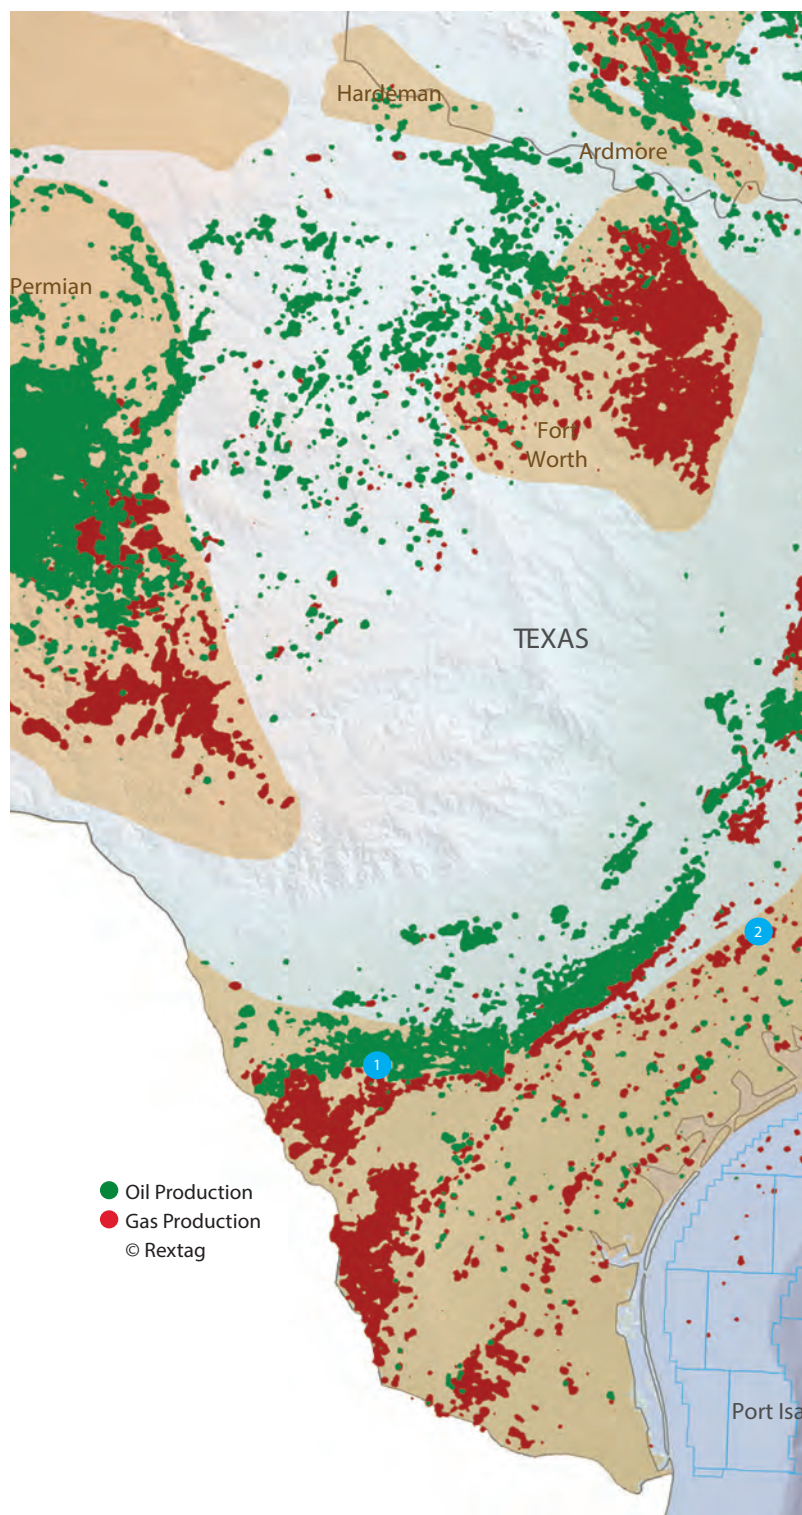 Hardeman
Ardmore
Permian
Fort
Worth
TEXAS
2
1
Oil Production
Gas Production
© Rextag
Port Isa